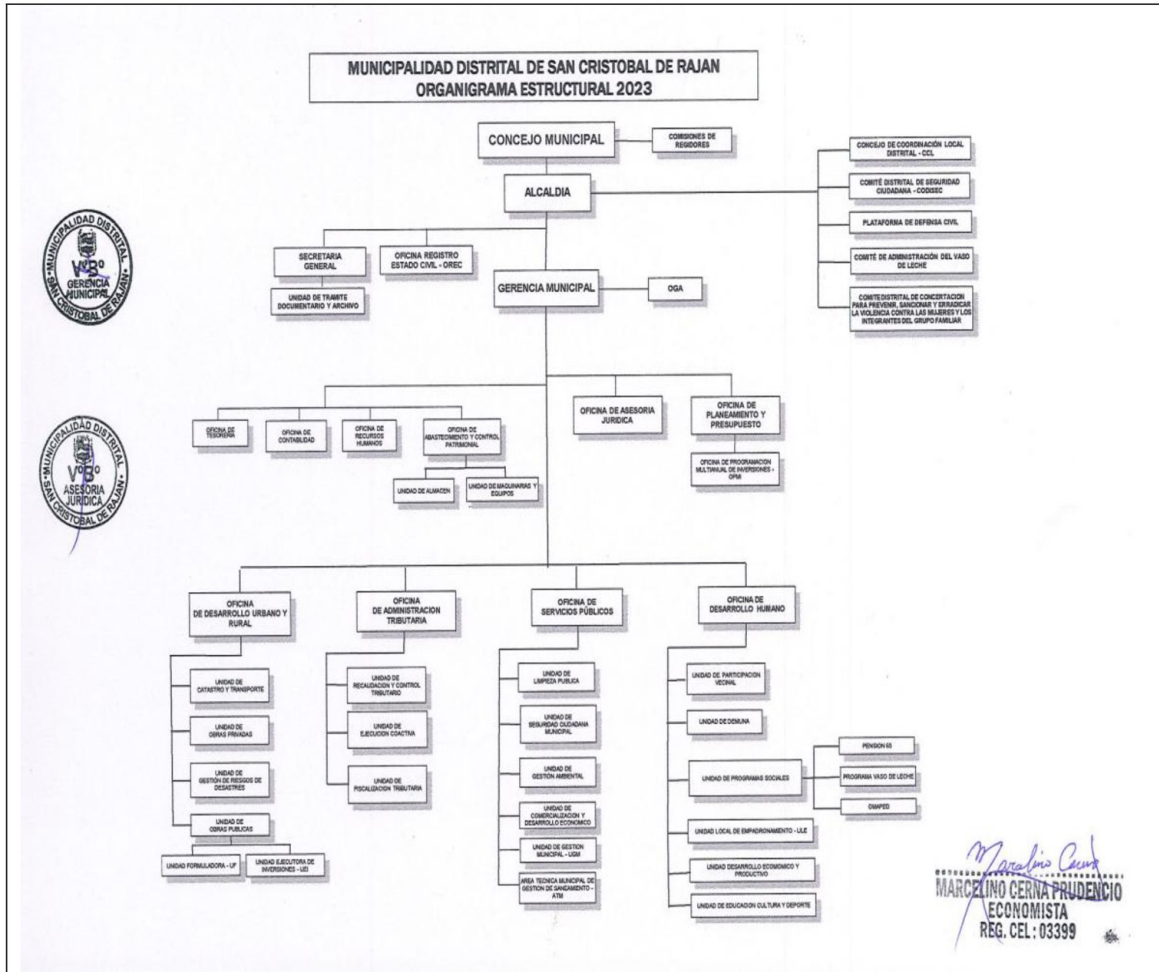 MUNICIPALIDAD DISTRITAL DE SAN CRISTOBAL DE RAJAN
ORGANIGRAMA ESTRUCTURAL 2023
CONCEJO MUNICIPAL
COMISIONES DE
REGIDORES
ALCALDIA
CONCEJO DE COORDINACIÓN LOCAL
DISTRITAL - CCL
COMITÉ DISTRITAL DE SEGURIDAD
CIUDADANA - CODISEC
PLATAFORMA DE DEFENSA CIVIL
COMITÉ DE ADMINISTRACIÓN DEL VASO
DE LECHE
COMITE DISTRITAL DE CONCERTACION
PARA PREVENIR, SANCIONAR Y ERRADICAR
LA VIOLENCIA CONTRA LAS MUJERES Y LOS
INTEGRANTES DEL GRUPO FAMILIAR
SECRETARIA
GENERAL
OFICINA REGISTRO
ESTADO CIVIL - OREC
UNIDAD DE TRAMITE
DOCUMENTARIO Y ARCHIVO
GERENCIA MUNICIPAL
OGA
MUNICIPALIDAD DISTRITAL
VºBº
GERENCIA
MUNICIPAL
SAN CRISTOBAL DE RAJAN
OFICINA DE
TESORERIA
OFICINA DE
CONTABILIDAD
OFICINA DE
RECURSOS
HUMANOS
OFICINA DE
ABASTECIMIENTO Y CONTROL
PATRIMONIAL
UNIDAD DE ALMACEN
UNIDAD DE MAQUINARIAS Y
EQUIPOS
OFICINA DE ASESORIA
JURIDICA
OFICINA DE
PLANEAMIENTO Y
PRESUPUESTO
OFICINA DE PROGRAMACION
MULTIANUAL DE INVERSIONES -
OPMI
MUNICIPALIDAD DISTRITAL
VºBº
ASESORIA
JURÍDICA
SAN CRISTOBAL DE RAJAN
OFICINA
DE DESARROLLO URBANO Y
RURAL
UNIDAD DE
CATASTRO Y TRANSPORTE
UNIDAD DE
OBRAS PRIVADAS
UNIDAD DE
GESTIÓN DE RIESGOS DE
DESASTRES
UNIDAD DE
OBRAS PUBLICAS
UNIDAD FORMULADORA - UF
UNIDAD EJECUTORA DE
INVERSIONES - UEI
OFICINA
DE ADMINISTRACION
TRIBUTARIA
UNIDAD DE
RECAUDACION Y CONTROL
TRIBUTARIO
UNIDAD DE
EJECUCION COACTIVA
UNIDAD DE
FISCALIZACION TRIBUTARIA
OFICINA DE
SERVICIOS PÚBLICOS
UNIDAD DE
LIMPIEZA PUBLICA
UNIDAD DE
SEGURIDAD CIUDADANA
MUNICIPAL
UNIDAD DE
GESTIÓN AMBIENTAL
UNIDAD DE
COMERCIALIZACION Y
DESARROLLO ECONOMICO
UNIDAD DE GESTION
MUNICIPAL - UGM
AREA TECNICA MUNICIPAL DE
GESTION DE SANEAMIENTO -
ATM
OFICINA DE
DESARROLLO HUMANO
UNIDAD DE PARTICIPACION
VECINAL
UNIDAD DE DEMUNA
UNIDAD DE PROGRAMAS SOCIALES
PENSION 65
PROGRAMA VASO DE LECHE
OMAPED
UNIDAD LOCAL DE EMPADRONAMIENTO - ULE
UNIDAD DESARROLLO ECONOMICO Y
PRODUCTIVO
UNIDAD DE EDUCACION CULTURA Y DEPORTE
MARCELINO CERNA PRUDENCIO
ECONOMISTA
REG. CEL: 03399